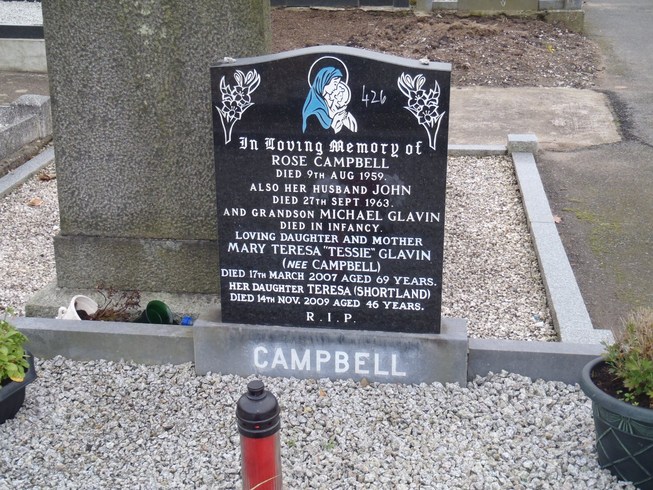 426
In Loving Memory of
ROSE CAMPBELL
DIED 9TH AUG 1959.
ALSO HER HUSBAND JOHN
DIED 27TH SEPT 1963.
AND GRANDSON MICHAEL GLAVIN
DIED IN INFANCY.
LOVING DAUGHTER AND MOTHER
MARY TERESA "TESSIE" GLAVIN
(NEE CAMPBELL)
DIED 17TH MARCH 2007 AGED 69 YEARS.
HER DAUGHTER TERESA (SHORTLAND)
DIED 14TH NOV. 2009 AGED 46 YEARS.
R.I.P.
CAMPBELL